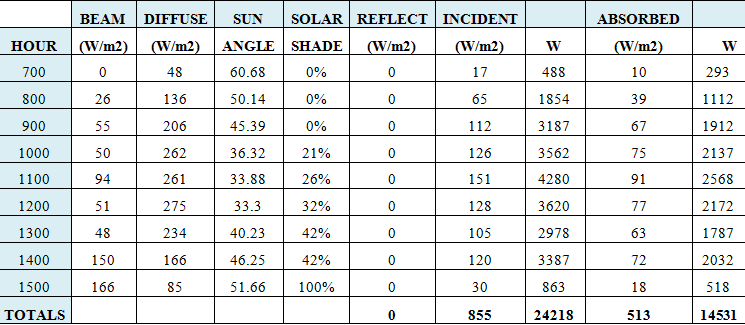 BEAM DIFFUSE SUN SOLAR REFLECT INCIDENT ABSORBED
HOUR (W/m2) (W/m2) ANGLE SHADE (W/m2) (W/m2) W (W/m2) W
700 0 48 60.68 0% 0 17 488 10 293
800 26 136 50.14 0% 0 65 1854 39 1112
900 55 206 45.39 0% 0 112 3187 67 1912
1000 50 262 36.32 21% 0 126 3562 75 2137
1100 94 261 33.88 26% 0 151 4280 91 2568
1200 51 275 33.3 32% 0 128 3620 77 2172
1300 48 234 40.23 42% 0 105 2978 63 1787
1400 150 166 46.25 42% 0 120 3387 72 2032
1500 166 85 51.66 100% 0 30 863 18 518
TOTALS 0 855 24218 513 14531